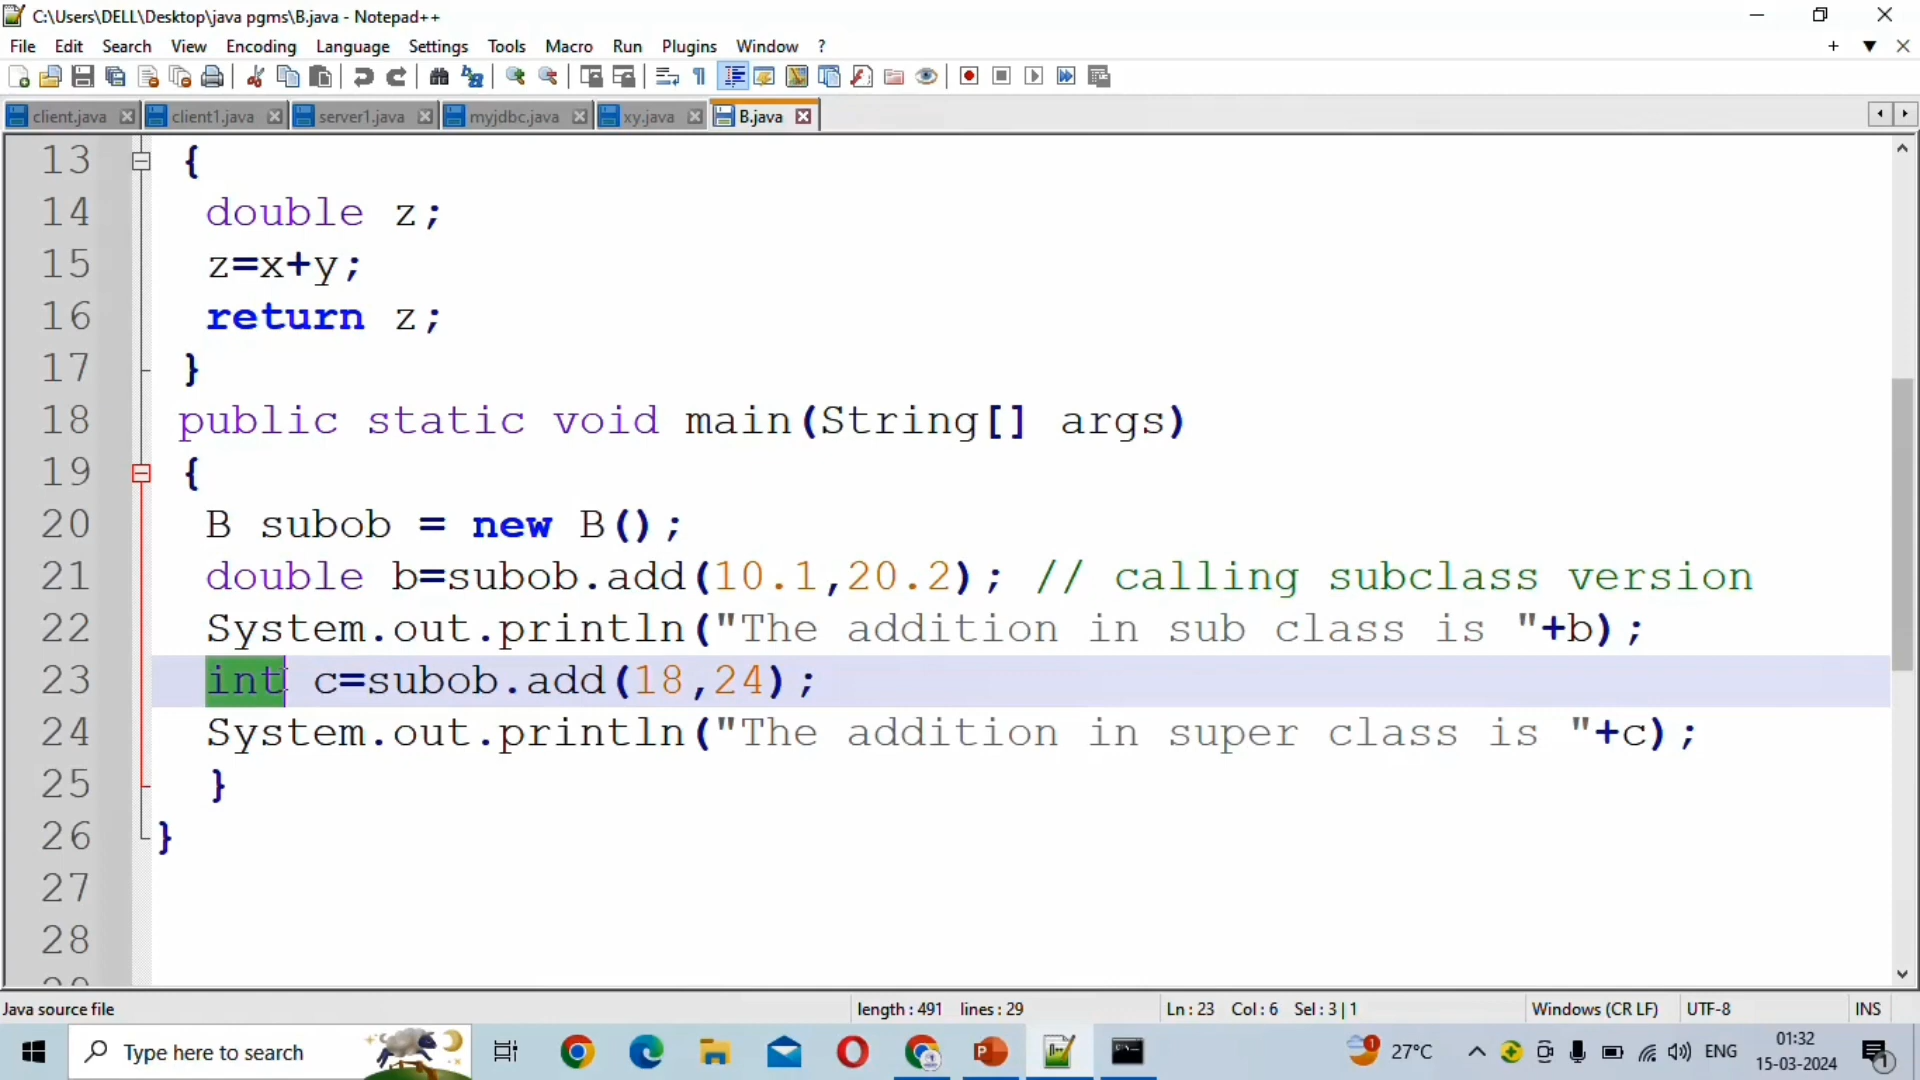 C:\Users\DELL\Desktop\java pgms\B.java - Notepad++
File Edit Search View Encoding Language Settings Tools Macro Run Plugins Window ?
client.java client1.java server1.java myjdbc.java xy.java B.java
13 {
14 double z;
15 z=x+y;
16 return z;
17 }
18 public static void main(String[] args)
19 {
20 B subob = new B();
21 double b=subob.add(10.1,20.2); // calling subclass version
22 System.out.println("The addition in sub class is "+b);
23 int c=subob.add(18,24);
24 System.out.println("The addition in super class is "+c);
25 }
26 }
27
28
Java source file length : 491 lines : 29 Ln : 23 Col : 6 Sel : 3 | 1 Windows (CR LF) UTF-8 INS
Type here to search 27°C ENG 01:32
15-03-2024